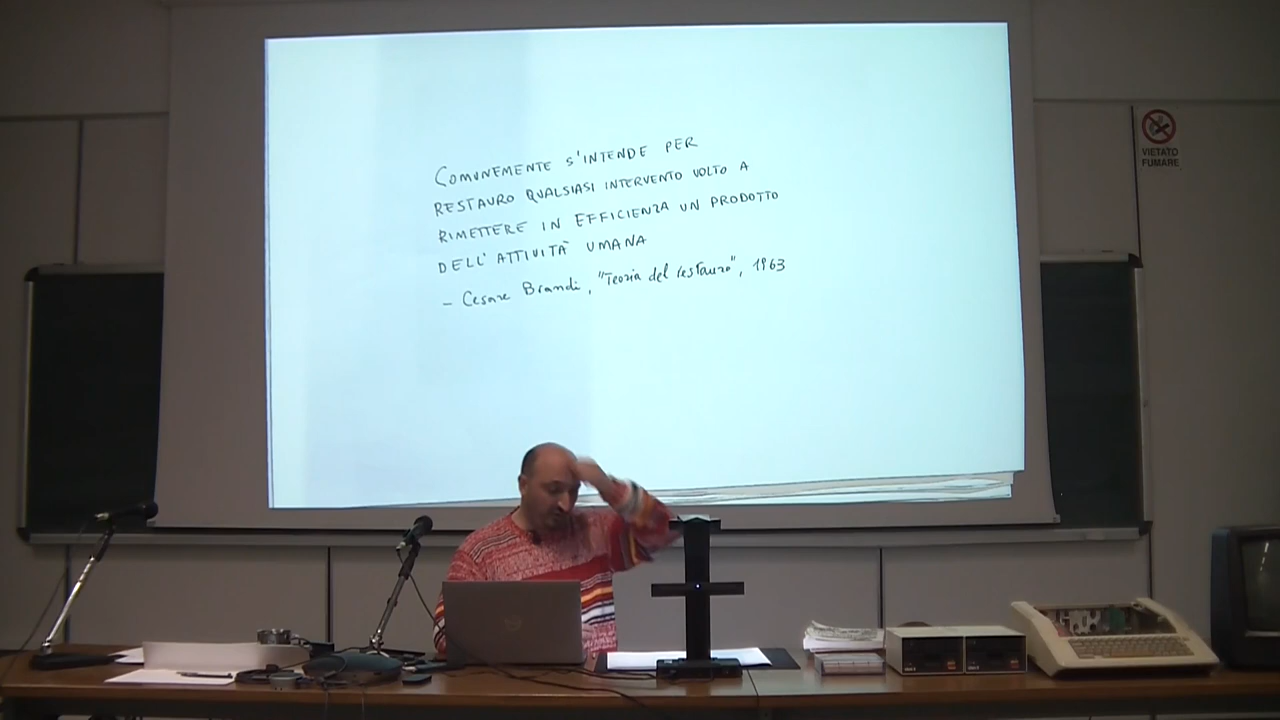 COMUNEMENTE S'INTENDE PER
RESTAURO QUALSIASI INTERVENTO VOLTO A
RIMETTERE IN EFFICIENZA UN PRODOTTO
DELL'ATTIVITÀ UMANA
- Cesare Brandi, "Teoria del restauro", 1963
VIETATO
FUMARE